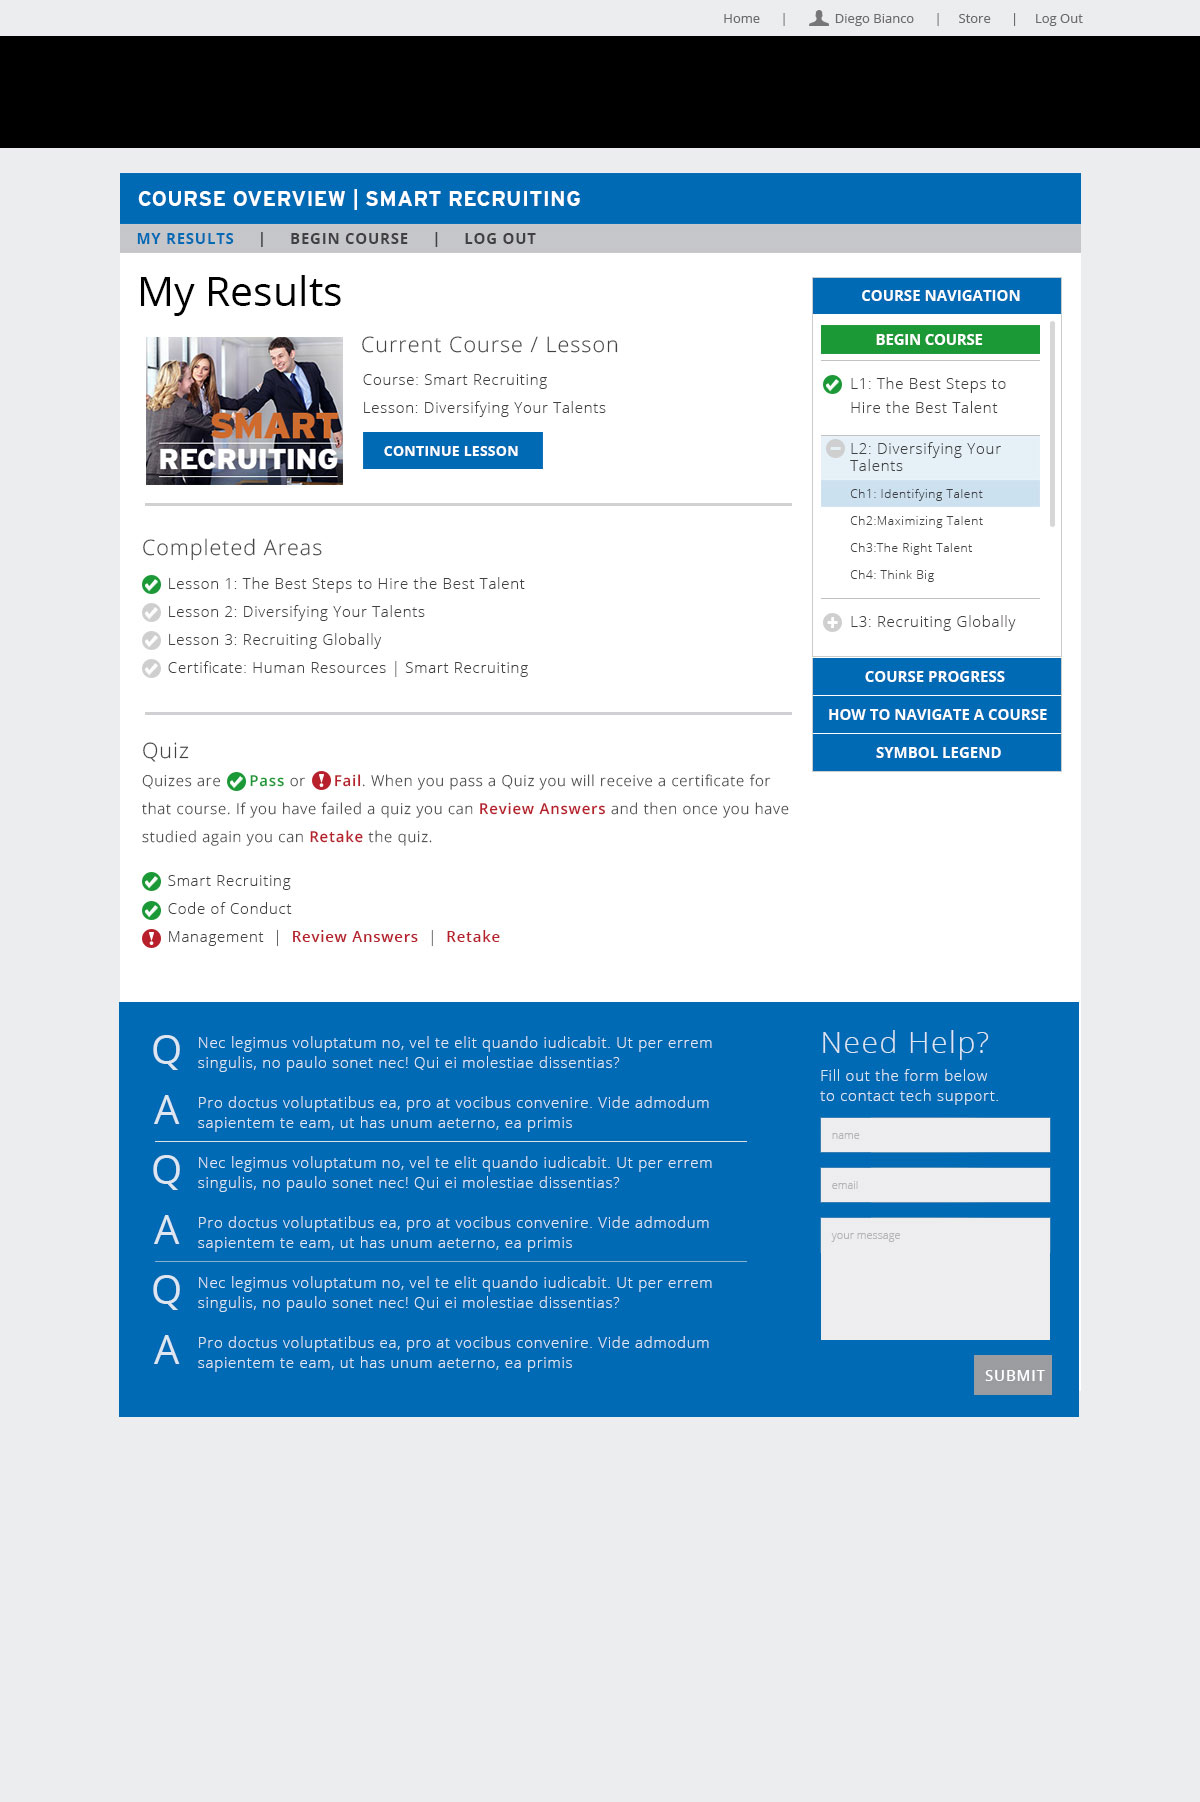 Home | Diego Bianco | Store | Log Out
COURSE OVERVIEW | SMART RECRUITING
MY RESULTS | BEGIN COURSE | LOG OUT
My Results
SMART
RECRUITING
Current Course / Lesson
Course: Smart Recruiting
Lesson: Diversifying Your Talents
CONTINUE LESSON
Completed Areas
Lesson 1: The Best Steps to Hire the Best Talent
Lesson 2: Diversifying Your Talents
Lesson 3: Recruiting Globally
Certificate: Human Resources | Smart Recruiting
Quiz
Quizes are Pass or Fail. When you pass a Quiz you will receive a certificate for
that course. If you have failed a quiz you can Review Answers and then once you have
studied again you can Retake the quiz.
Smart Recruiting
Code of Conduct
Management | Review Answers | Retake
COURSE NAVIGATION
BEGIN COURSE
L1: The Best Steps to
Hire the Best Talent
L2: Diversifying Your
Talents
Ch1: Identifying Talent
Ch2:Maximizing Talent
Ch3:The Right Talent
Ch4: Think Big
L3: Recruiting Globally
COURSE PROGRESS
HOW TO NAVIGATE A COURSE
SYMBOL LEGEND
Q Nec legimus voluptatum no, vel te elit quando iudicabit. Ut per errem
singulis, no paulo sonet nec! Qui ei molestiae dissentias?
A Pro doctus voluptatibus ea, pro at vocibus convenire. Vide admodum
sapientem te eam, ut has unum aeterno, ea primis
Q Nec legimus voluptatum no, vel te elit quando iudicabit. Ut per errem
singulis, no paulo sonet nec! Qui ei molestiae dissentias?
A Pro doctus voluptatibus ea, pro at vocibus convenire. Vide admodum
sapientem te eam, ut has unum aeterno, ea primis
Q Nec legimus voluptatum no, vel te elit quando iudicabit. Ut per errem
singulis, no paulo sonet nec! Qui ei molestiae dissentias?
A Pro doctus voluptatibus ea, pro at vocibus convenire. Vide admodum
sapientem te eam, ut has unum aeterno, ea primis
Need Help?
Fill out the form below
to contact tech support.
name
email
your message
SUBMIT